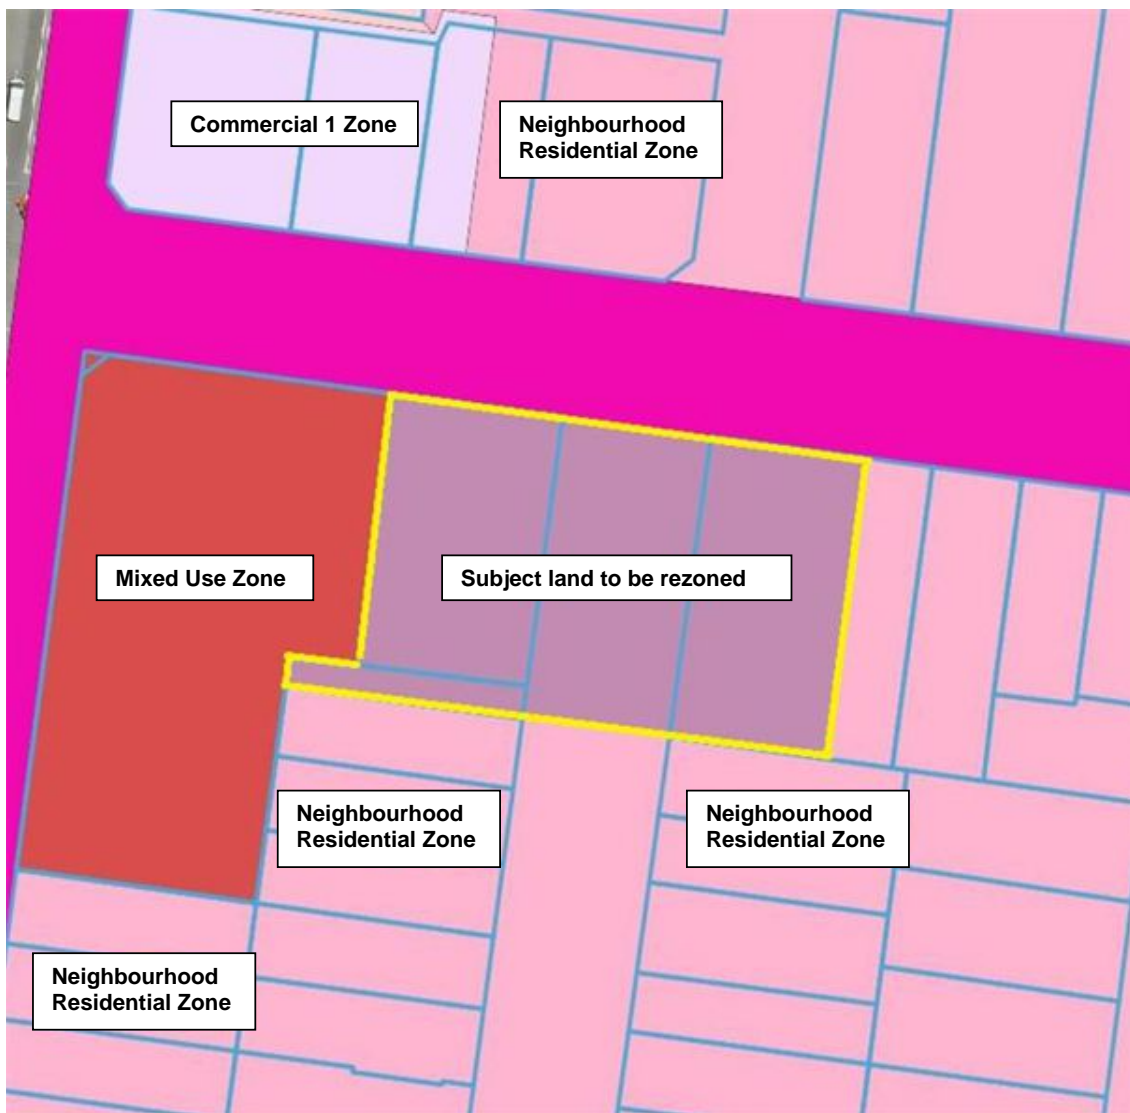 Commercial 1 Zone
Neighbourhood
Residential Zone
Mixed Use Zone
Subject land to be rezoned
Neighbourhood
Residential Zone
Neighbourhood
Residential Zone
Neighbourhood
Residential Zone